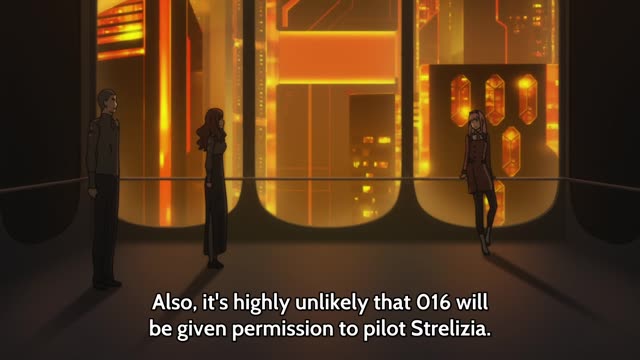 Also, it's highly unlikely that 016 will
be given permission to pilot Strelizia.